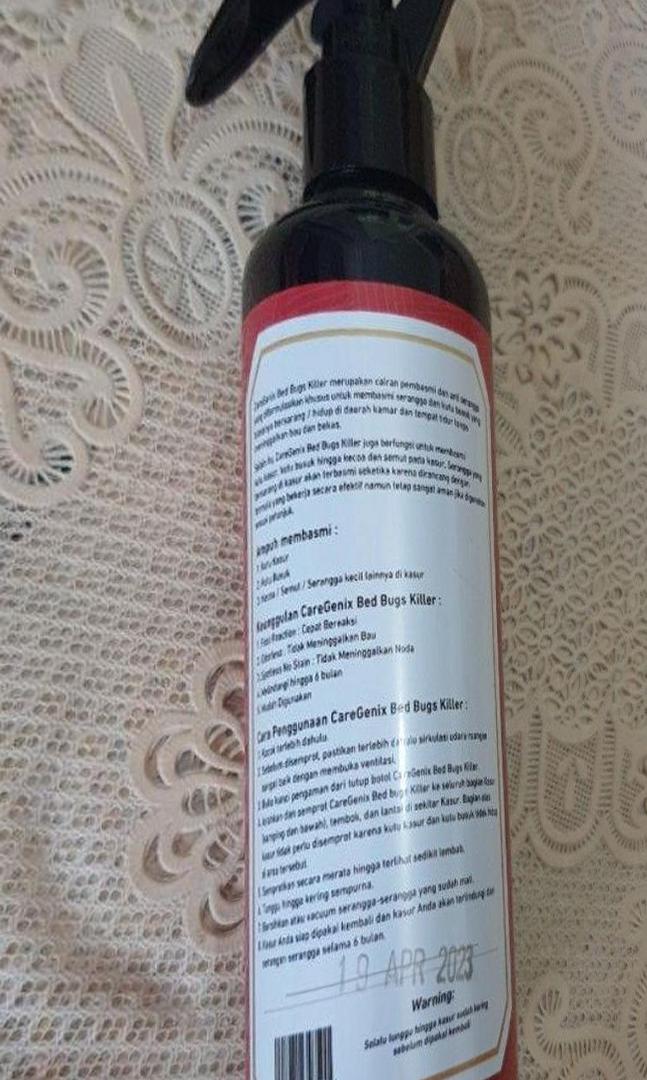 CareGenix Bed Bugs Killer merupakan cairan pembasmi dan anti serangga
yang diformulasikan khusus untuk membasmi serangga dan kutu busuk yang
bersarang / hidup di daerah kamar dan tempat tidur tanpa
meninggalkan bau dan bekas.
Selain itu, CareGenix Bed Bugs Killer juga berfungsi untuk membasmi
kutu kasur, kutu busuk hingga kecoa dan semut pada kasur. Serangga yang
bersarang di kasur akan terbasmi seketika karena dirancang dengan
formula yang bekerja secara efektif namun tetap sangat aman jika digunakan
sesuai petunjuk.
Ampuh membasmi :
1. Kutu Kasur
2. Kutu Busuk
3. Kecoa / Semut / Serangga kecil lainnya di kasur
Keunggulan CareGenix Bed Bugs Killer :
1. Fast Reaction : Cepat Bereaksi
2. Odorless : Tidak Meninggalkan Bau
3. Spotless No Stain : Tidak Meninggalkan Noda
4. Melindungi hingga 6 bulan
5. Mudah Digunakan
Cara Penggunaan CareGenix Bed Bugs Killer :
1. Kocok terlebih dahulu.
2. Sebelum disemprot, pastikan terlebih dahulu sirkulasi udara ruangan
sangat baik dengan membuka ventilasi.
3. Buka kunci pengaman dari tutup botol CareGenix Bed Bugs Killer.
4. Arahkan dan semprot CareGenix Bed bugs Killer ke seluruh bagian Kasur
(samping dan bawah), tembok, dan lantai di sekitar Kasur. Bagian atas
kasur tidak perlu disemprot karena kutu kasur dan kutu busuk tidak hidup
di area tersebut.
5. Semprotkan secara merata hingga terlihat sedikit lembab.
6. Tunggu hingga kering sempurna.
7. Bersihkan atau vacuum serangga-serangga yang sudah mati.
8. Kasur Anda siap dipakai kembali dan kasur Anda akan terlindung dari
serangan serangga selama 6 bulan.
19 APR 2023
Warning:
Selalu tunggu hingga kasur sudah kering
sebelum dipakai kembali